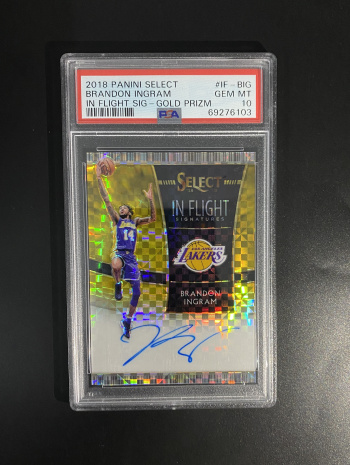 2018 PANINI SELECT #IF-BIG
BRANDON INGRAM GEM MT
IN FLIGHT SIG-GOLD PRIZM 10
PSA 69276103
SELECT
IN FLIGHT
SIGNATURES
LOS ANGELES
LAKERS
BRANDON
INGRAM
14